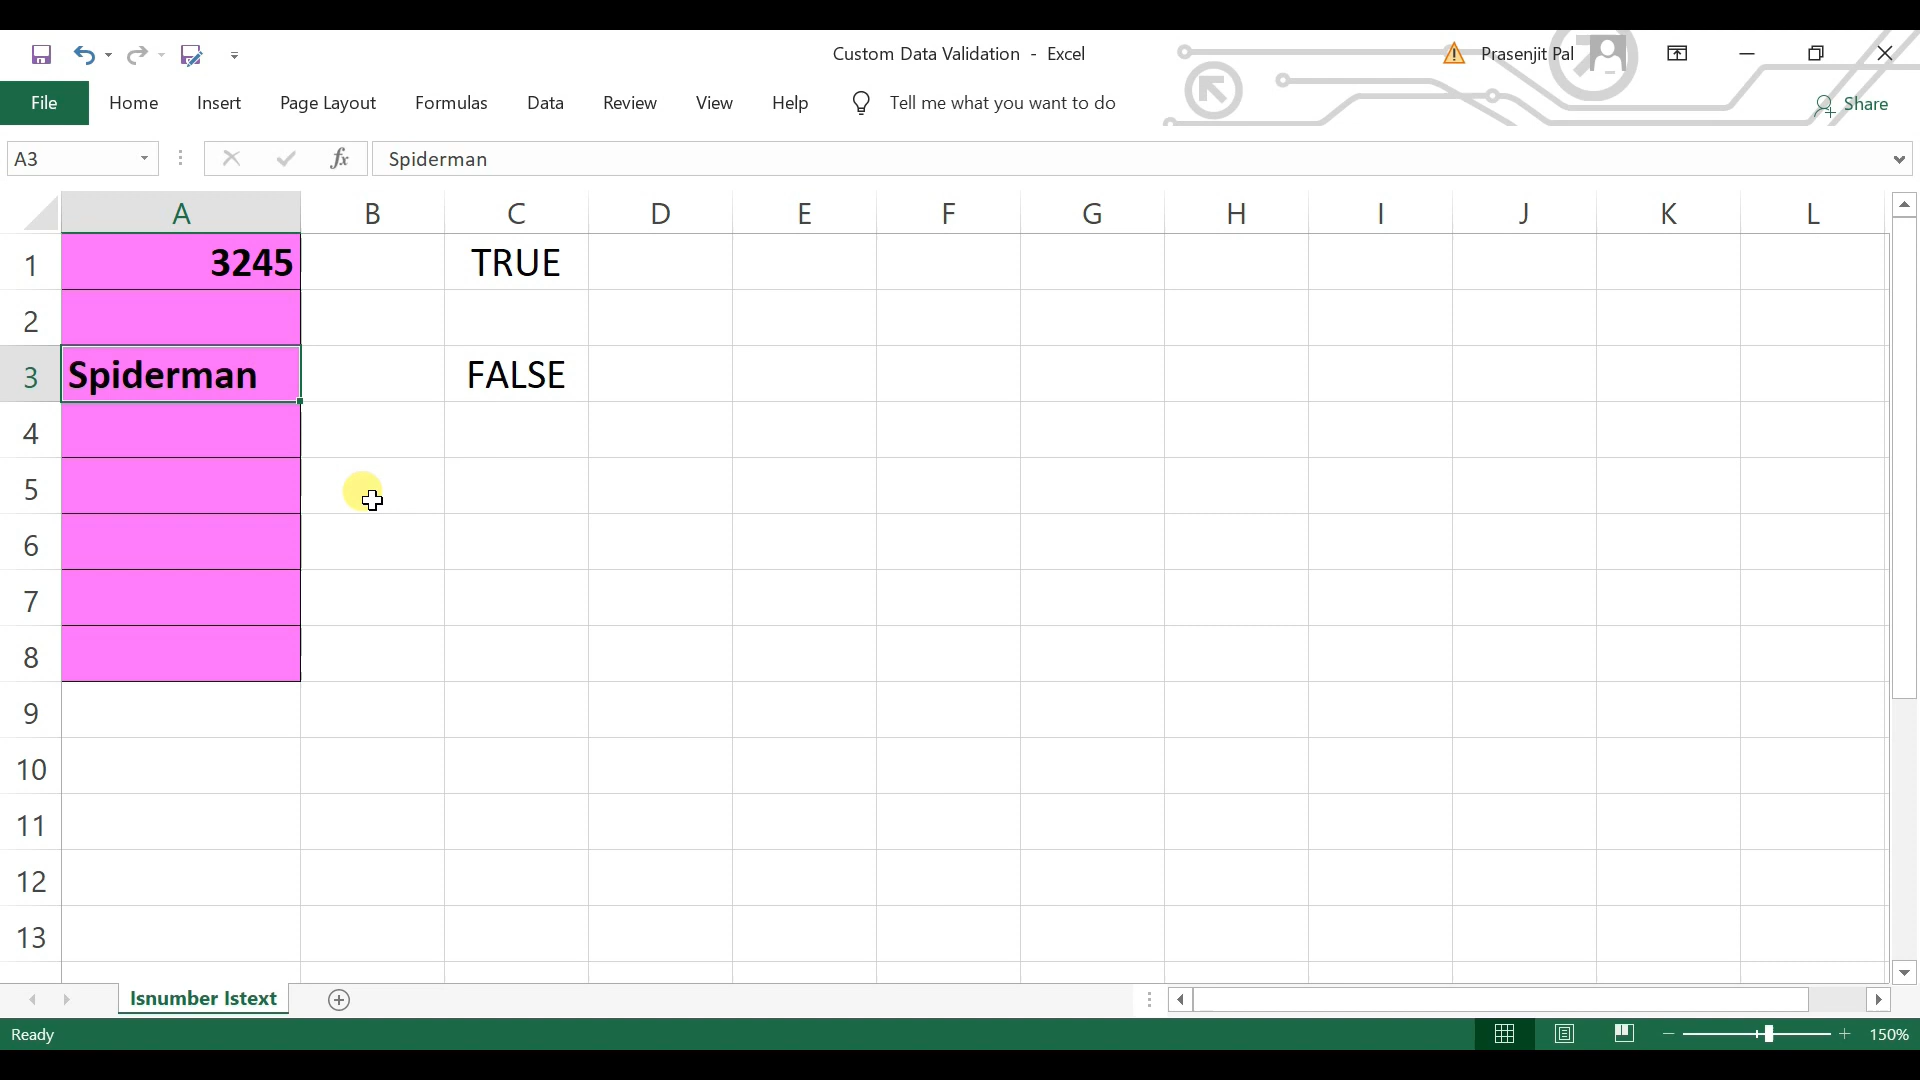 Custom Data Validation - Excel
Prasenjit Pal
File Home Insert Page Layout Formulas Data Review View Help Tell me what you want to do Share
A3 fx Spiderman
A B C D E F G H I J K L
1 3245 TRUE
2
3 Spiderman FALSE
4
5
6
7
8
9
10
11
12
13
Isnumber Istext
Ready 150%